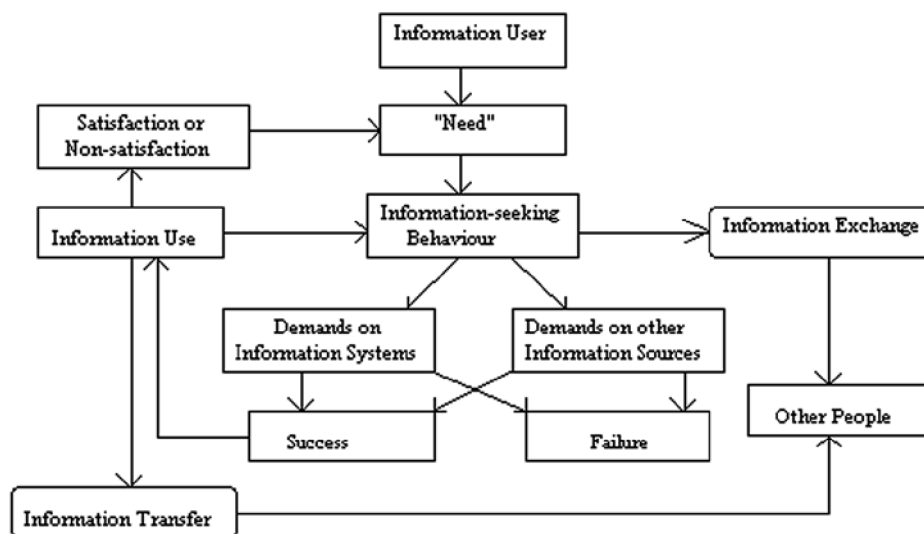 Information User
"Need"
Satisfaction or
Non-satisfaction
Information Use
Information-seeking
Behaviour
Information Exchange
Demands on
Information Systems
Demands on other
Information Sources
Success
Failure
Other People
Information Transfer